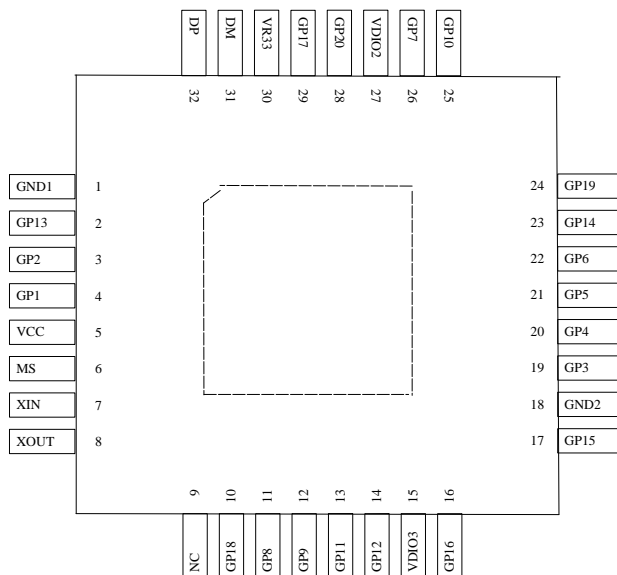 DP DM VR33 GP17 GP20 VDIO2 GP7 GP10
32 31 30 29 28 27 26 25
GND1 1 24 GP19
GP13 2 23 GP14
GP2 3 22 GP6
GP1 4 21 GP5
VCC 5 20 GP4
MS 6 19 GP3
XIN 7 18 GND2
XOUT 8 17 GP15
9 10 11 12 13 14 15 16
NC GP18 GP8 GP9 GP11 GP12 VDIO3 GP16